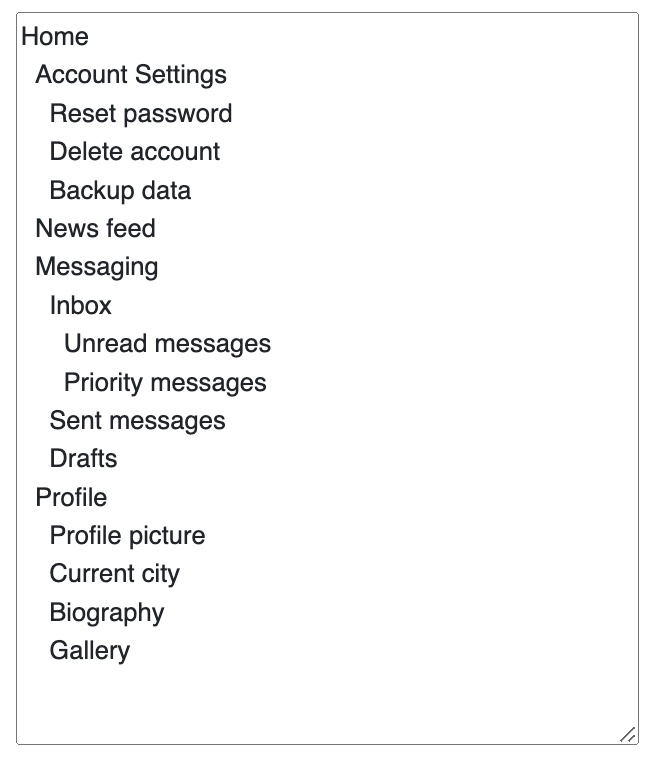 Home
Account Settings
Reset password
Delete account
Backup data
News feed
Messaging
Inbox
Unread messages
Priority messages
Sent messages
Drafts
Profile
Profile picture
Current city
Biography
Gallery